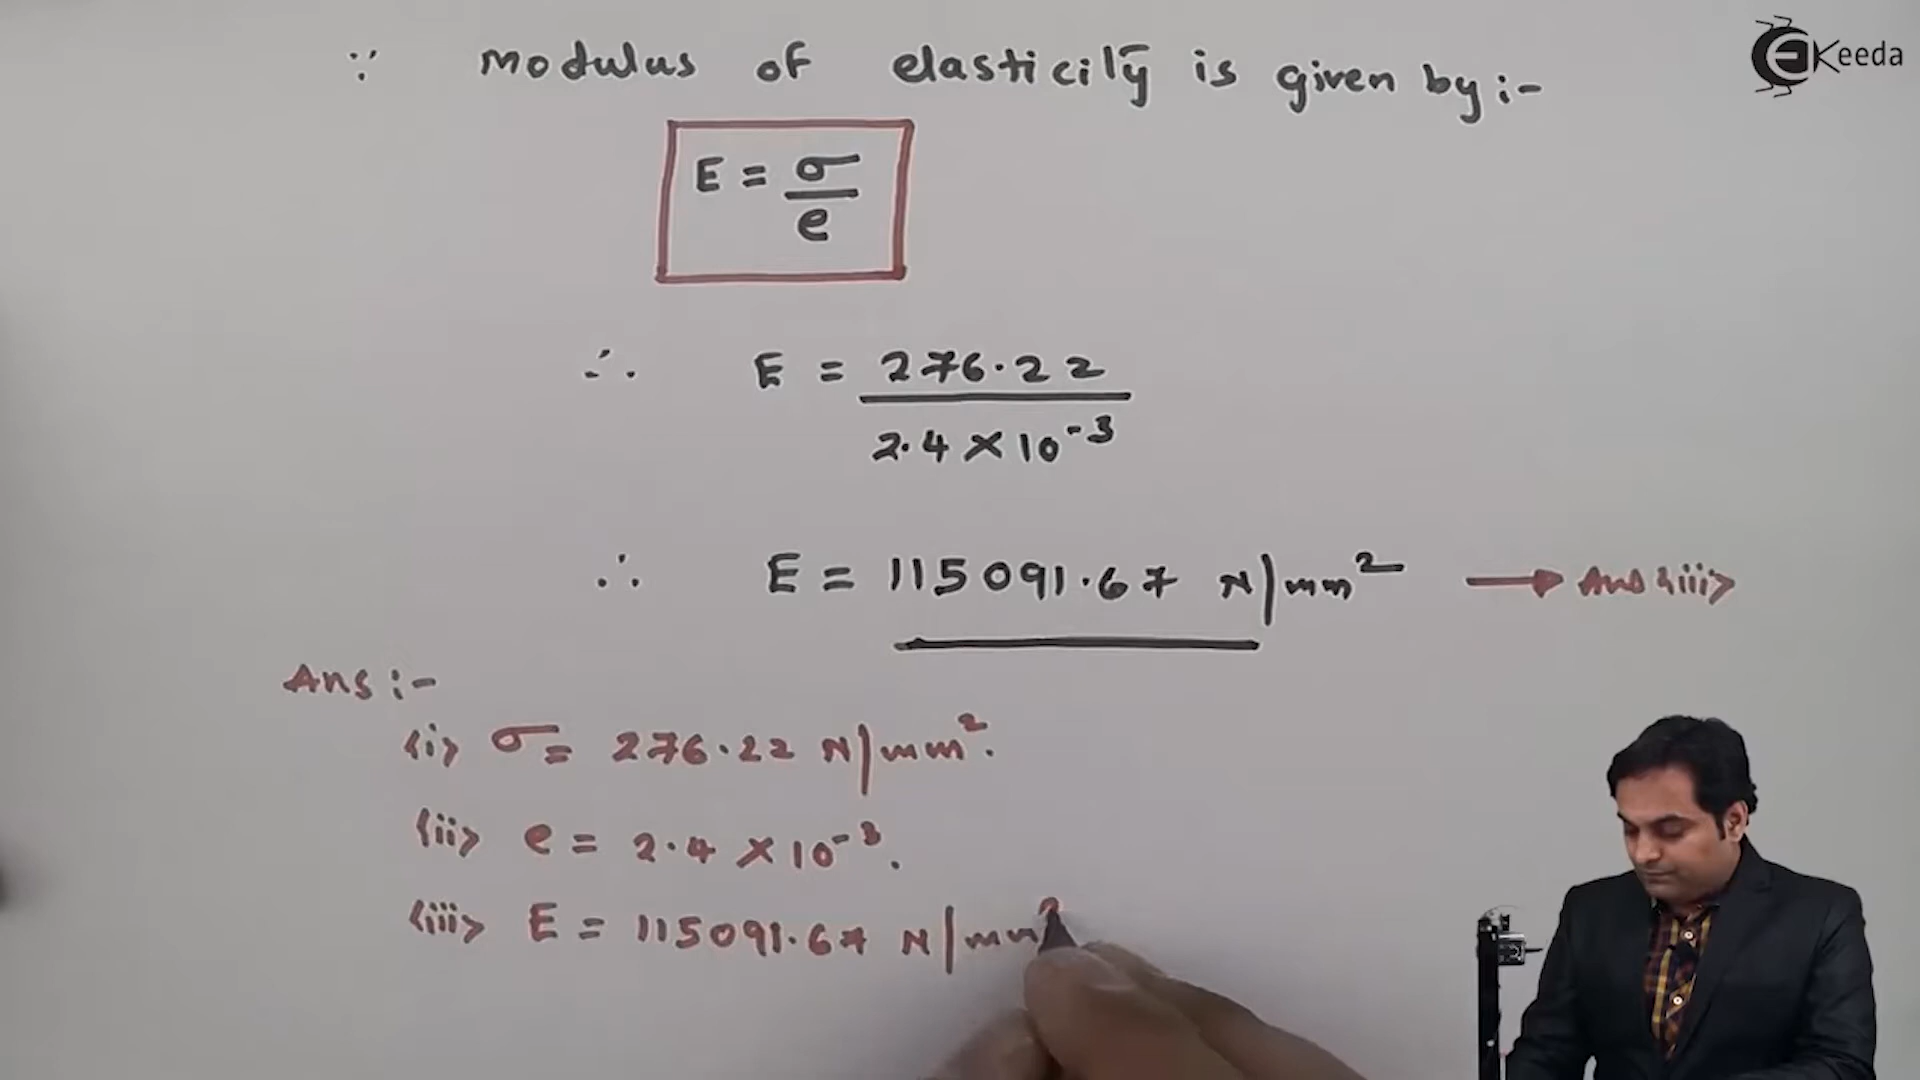 EKeeda
∵ Modulus of elasticity is given by :-
E = σ/e
∴ E = 276.22 / 2.4 × 10⁻³
∴ E = 115091.67 N/mm² → Ans <iii>
Ans :-
<i> σ = 276.22 N/mm².
<ii> e = 2.4 × 10⁻³.
<iii> E = 115091.67 N/mm²